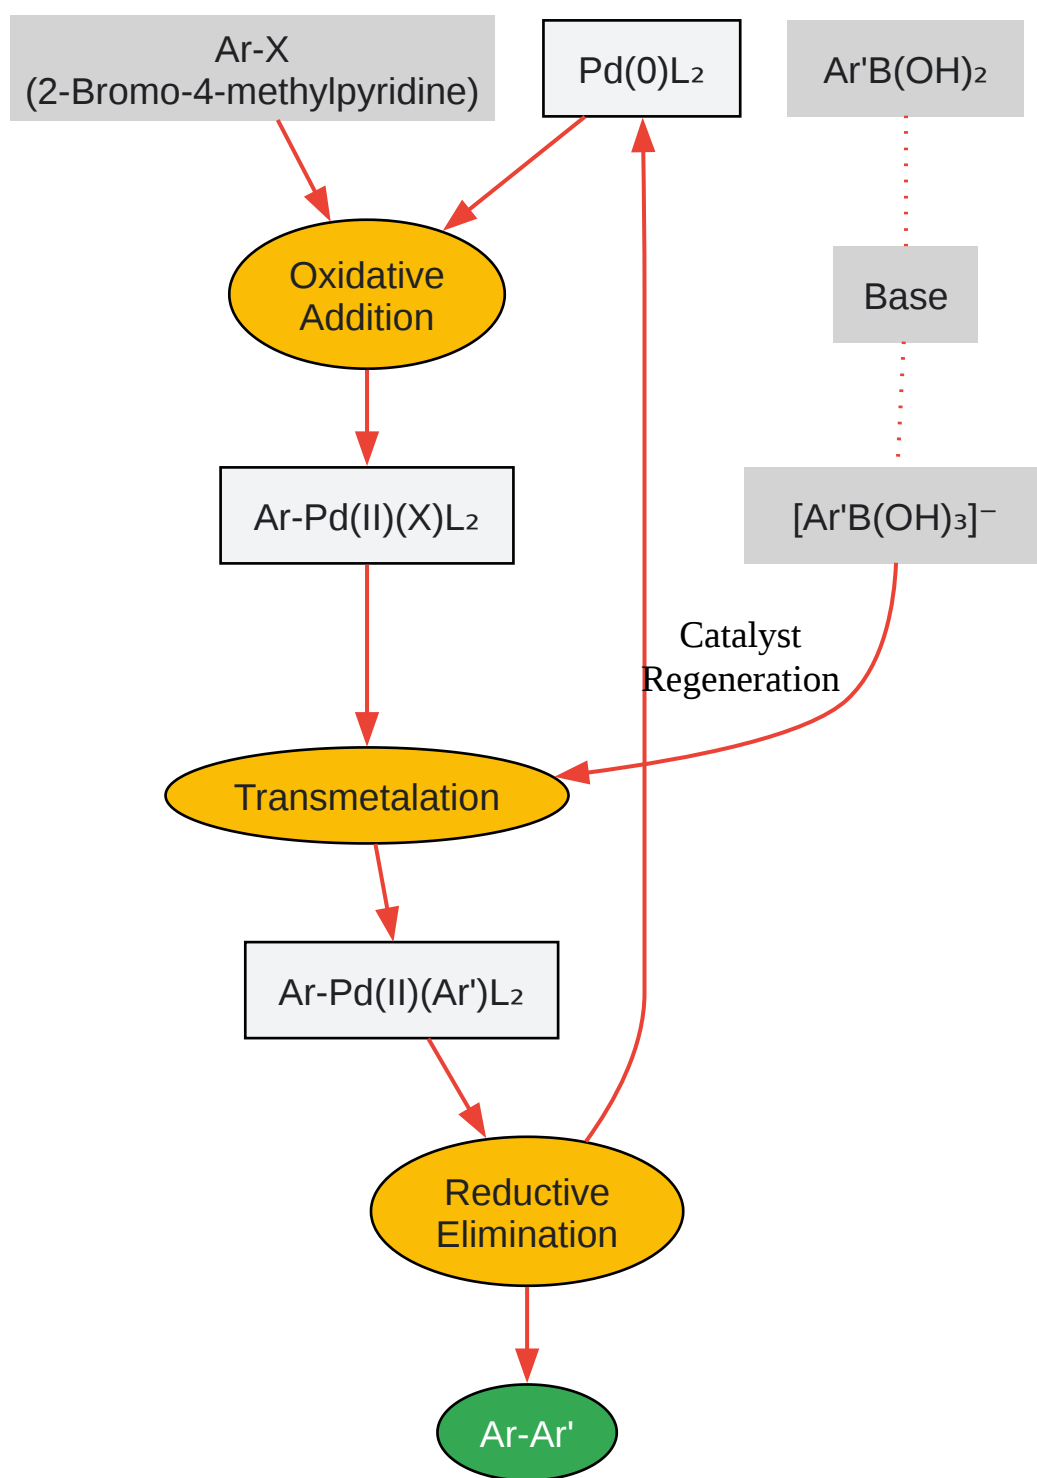 Ar-X
(2-Bromo-4-methylpyridine)
Pd(0)L₂
Ar'B(OH)₂
Oxidative
Addition
Base
Ar-Pd(II)(X)L₂
[Ar'B(OH)₃]⁻
Catalyst
Regeneration
Transmetalation
Ar-Pd(II)(Ar')L₂
Reductive
Elimination
Ar-Ar'